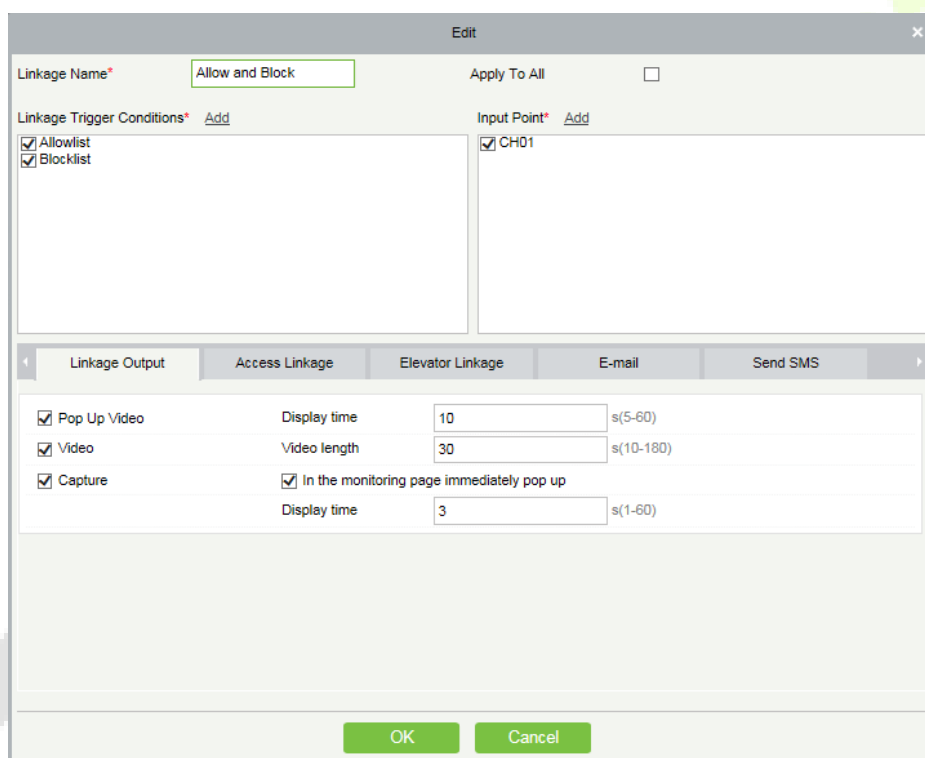 Edit
Linkage Name* Allow and Block Apply To All
Linkage Trigger Conditions* Add Input Point* Add
Allowlist CH01
Blocklist
Linkage Output Access Linkage Elevator Linkage E-mail Send SMS
Pop Up Video Display time 10 s(5-60)
Video Video length 30 s(10-180)
Capture In the monitoring page immediately pop up
Display time 3 s(1-60)
OK Cancel